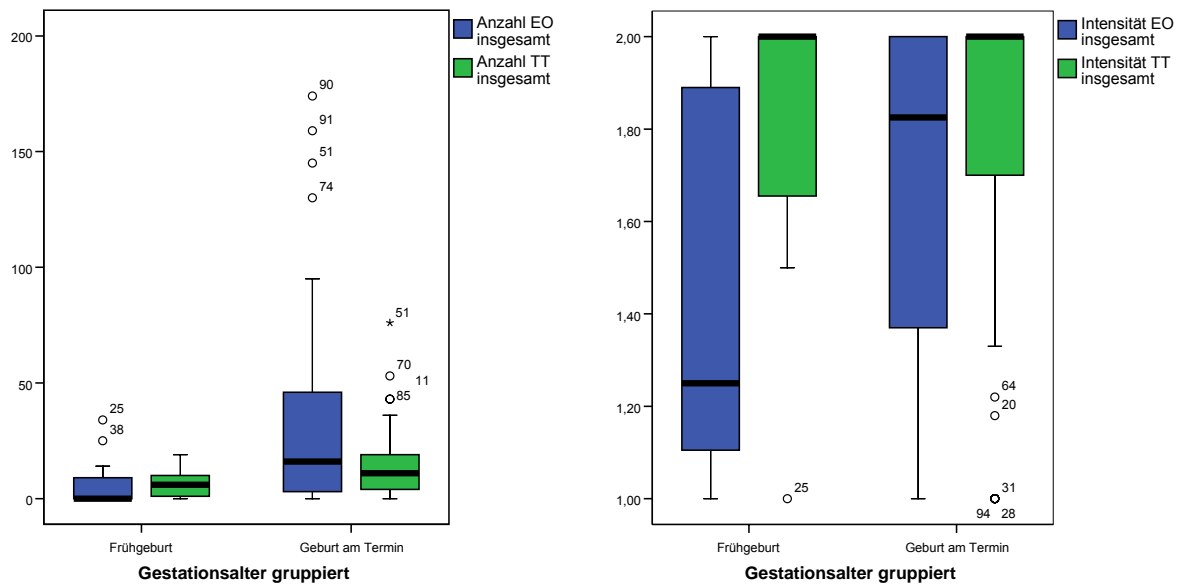 Anzahl EO
insgesamt
Anzahl TT
insgesamt
200
150
100
50
0
90
91
51
74
51
70
11
85
25
38
Frühgeburt
Geburt am Termin
Gestationsalter gruppiert
Intensität EO
insgesamt
Intensität TT
insgesamt
2,00
1,80
1,60
1,40
1,20
1,00
64
20
25
31
94 28
Frühgeburt
Geburt am Termin
Gestationsalter gruppiert